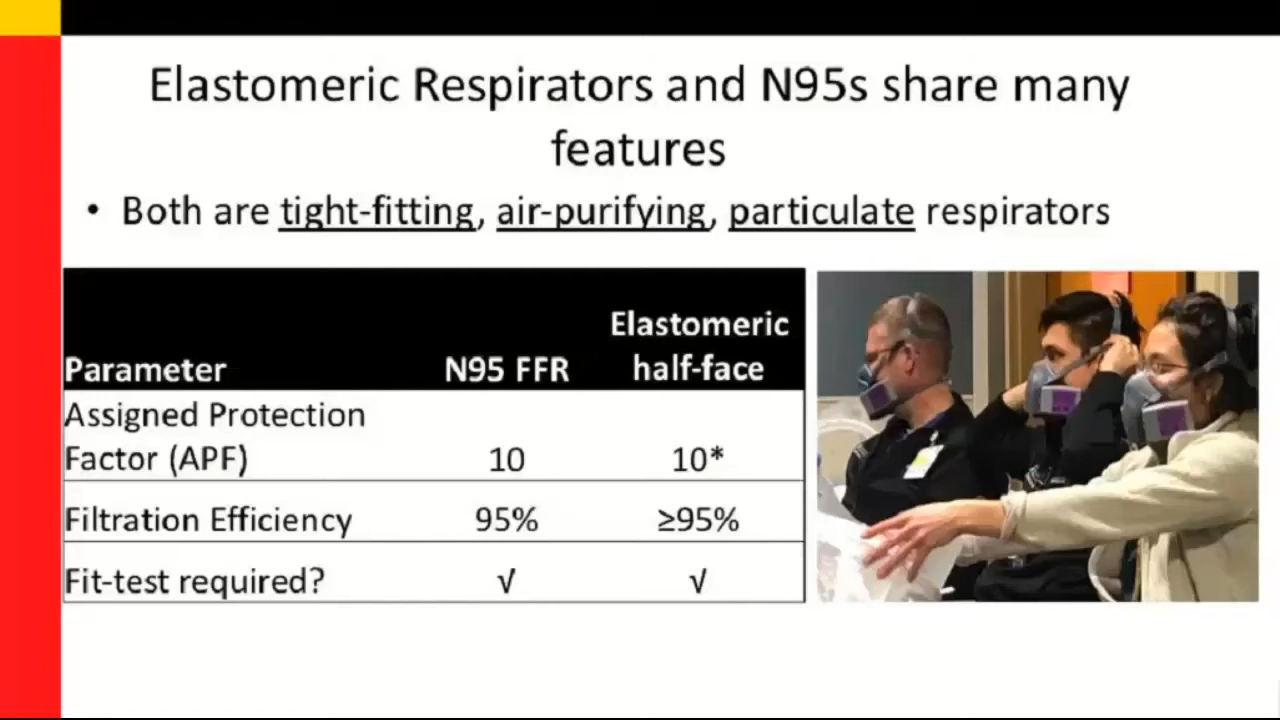 Elastomeric Respirators and N95s share many
features
• Both are tight-fitting, air-purifying, particulate respirators
Parameter N95 FFR Elastomeric half-face
Assigned Protection
Factor (APF) 10 10*
Filtration Efficiency 95% ≥95%
Fit-test required? √ √